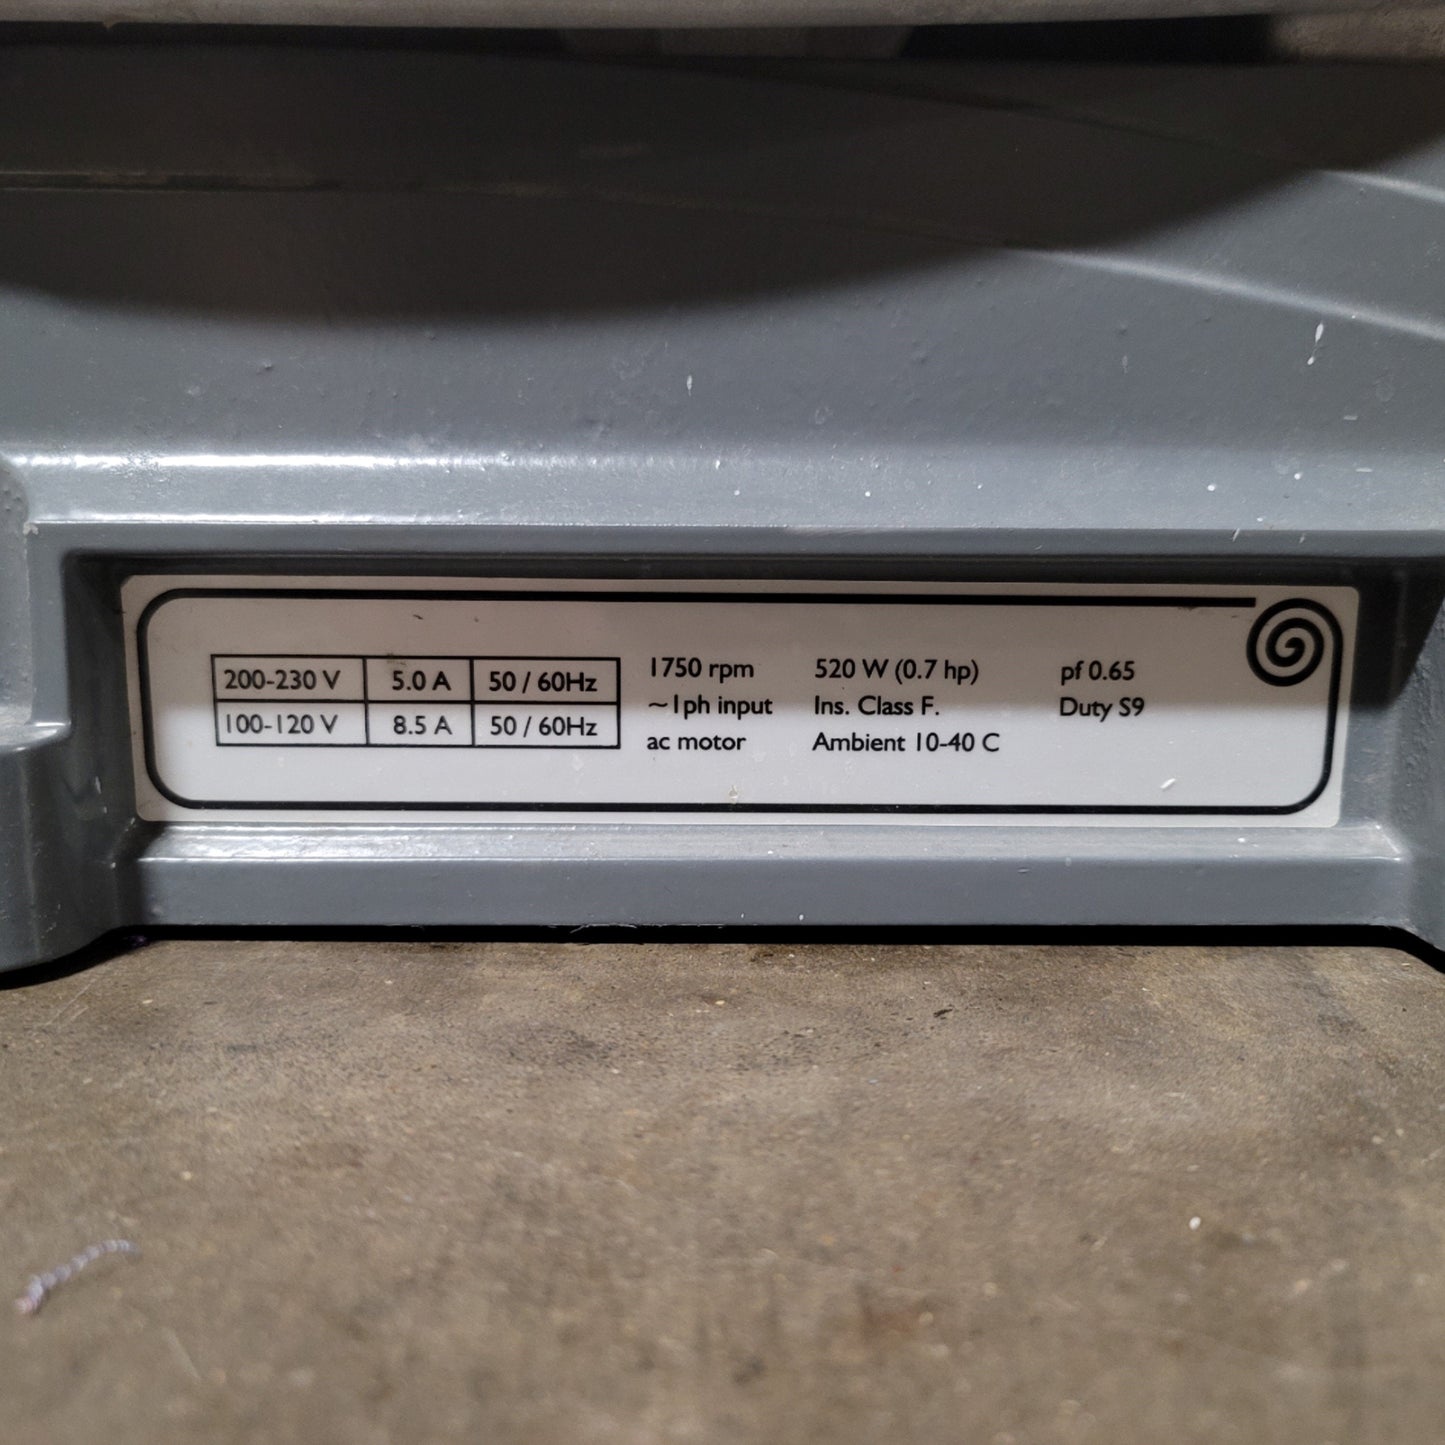 200-230 V 5.0 A 50 / 60Hz
100-120 V 8.5 A 50 / 60Hz
1750 rpm
~1ph input
ac motor
520 W (0.7 hp)
Ins. Class F.
Ambient 10-40 C
pf 0.65
Duty S9